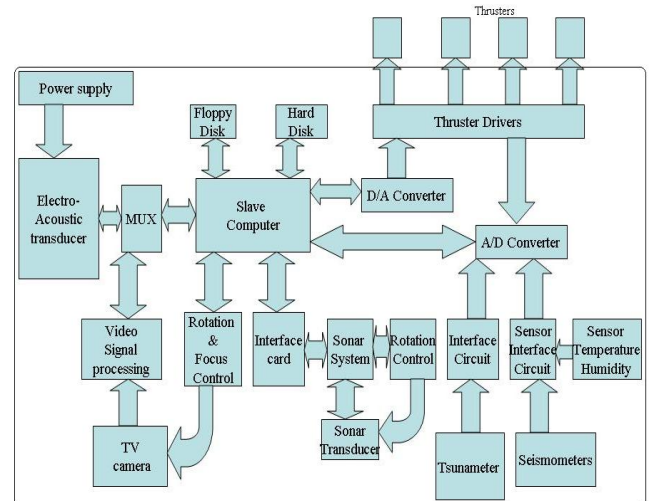 Thrusters
Power supply
Floppy
Disk
Hard
Disk
Thruster Drivers
Electro-
Acoustic
transducer
MUX
Slave
Computer
D/A Converter
A/D Converter
Video
Signal
processing
Rotation
&
Focus
Control
Interface
card
Sonar
System
Rotation
Control
Interface
Circuit
Sensor
Interface
Circuit
Sensor
Temperature
Humidity
TV
camera
Sonar
Transducer
Tsunameter
Seismometers